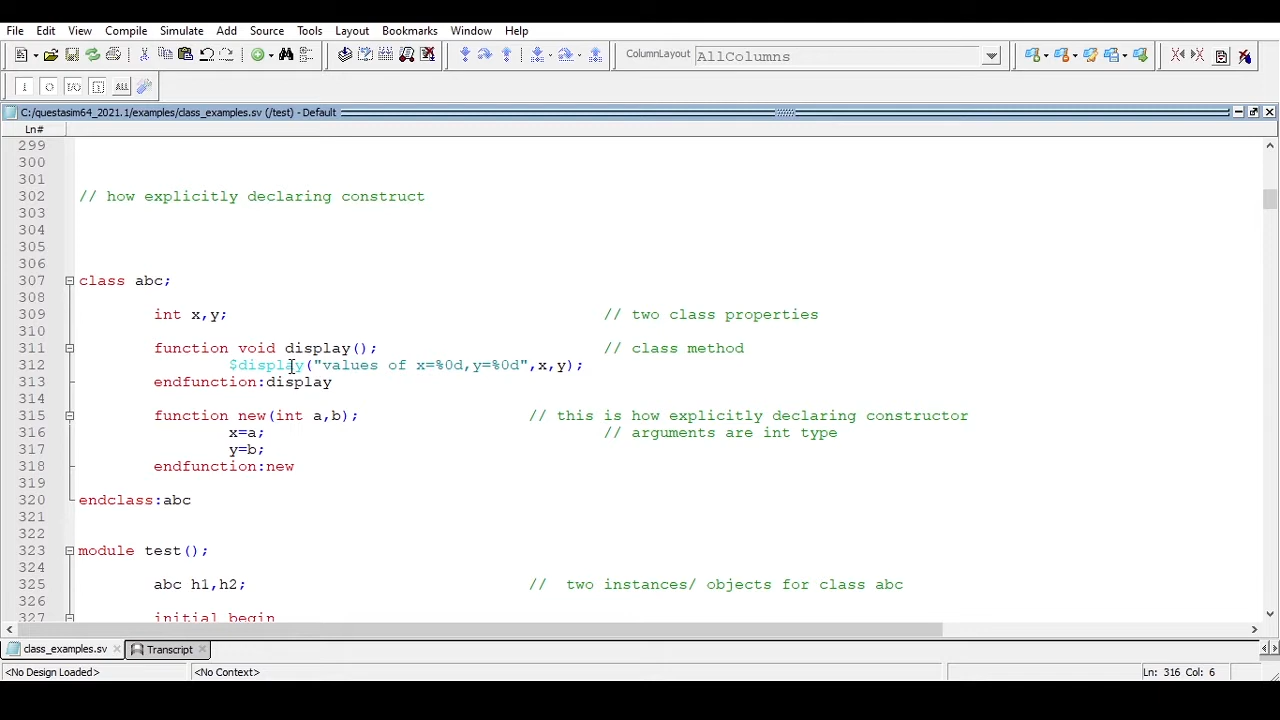 File Edit View Compile Simulate Add Source Tools Layout Bookmarks Window Help
ColumnLayout AllColumns
ALL
C:/questasim64_2021.1/examples/class_examples.sv (/test) - Default
Ln#
299
300
301
302 // how explicitly declaring construct
303
304
305
306
307 class abc;
308
309 int x,y; // two class properties
310
311 function void display(); // class method
312 $display("values of x=%0d,y=%0d",x,y);
313 endfunction:display
314
315 function new(int a,b); // this is how explicitly declaring constructor
316 x=a; // arguments are int type
317 y=b;
318 endfunction:new
319
320 endclass:abc
321
322
323 module test();
324
325 abc h1,h2; // two instances/ objects for class abc
326
327 initial begin
class_examples.sv Transcript
<No Design Loaded> <No Context> Ln: 316 Col: 6